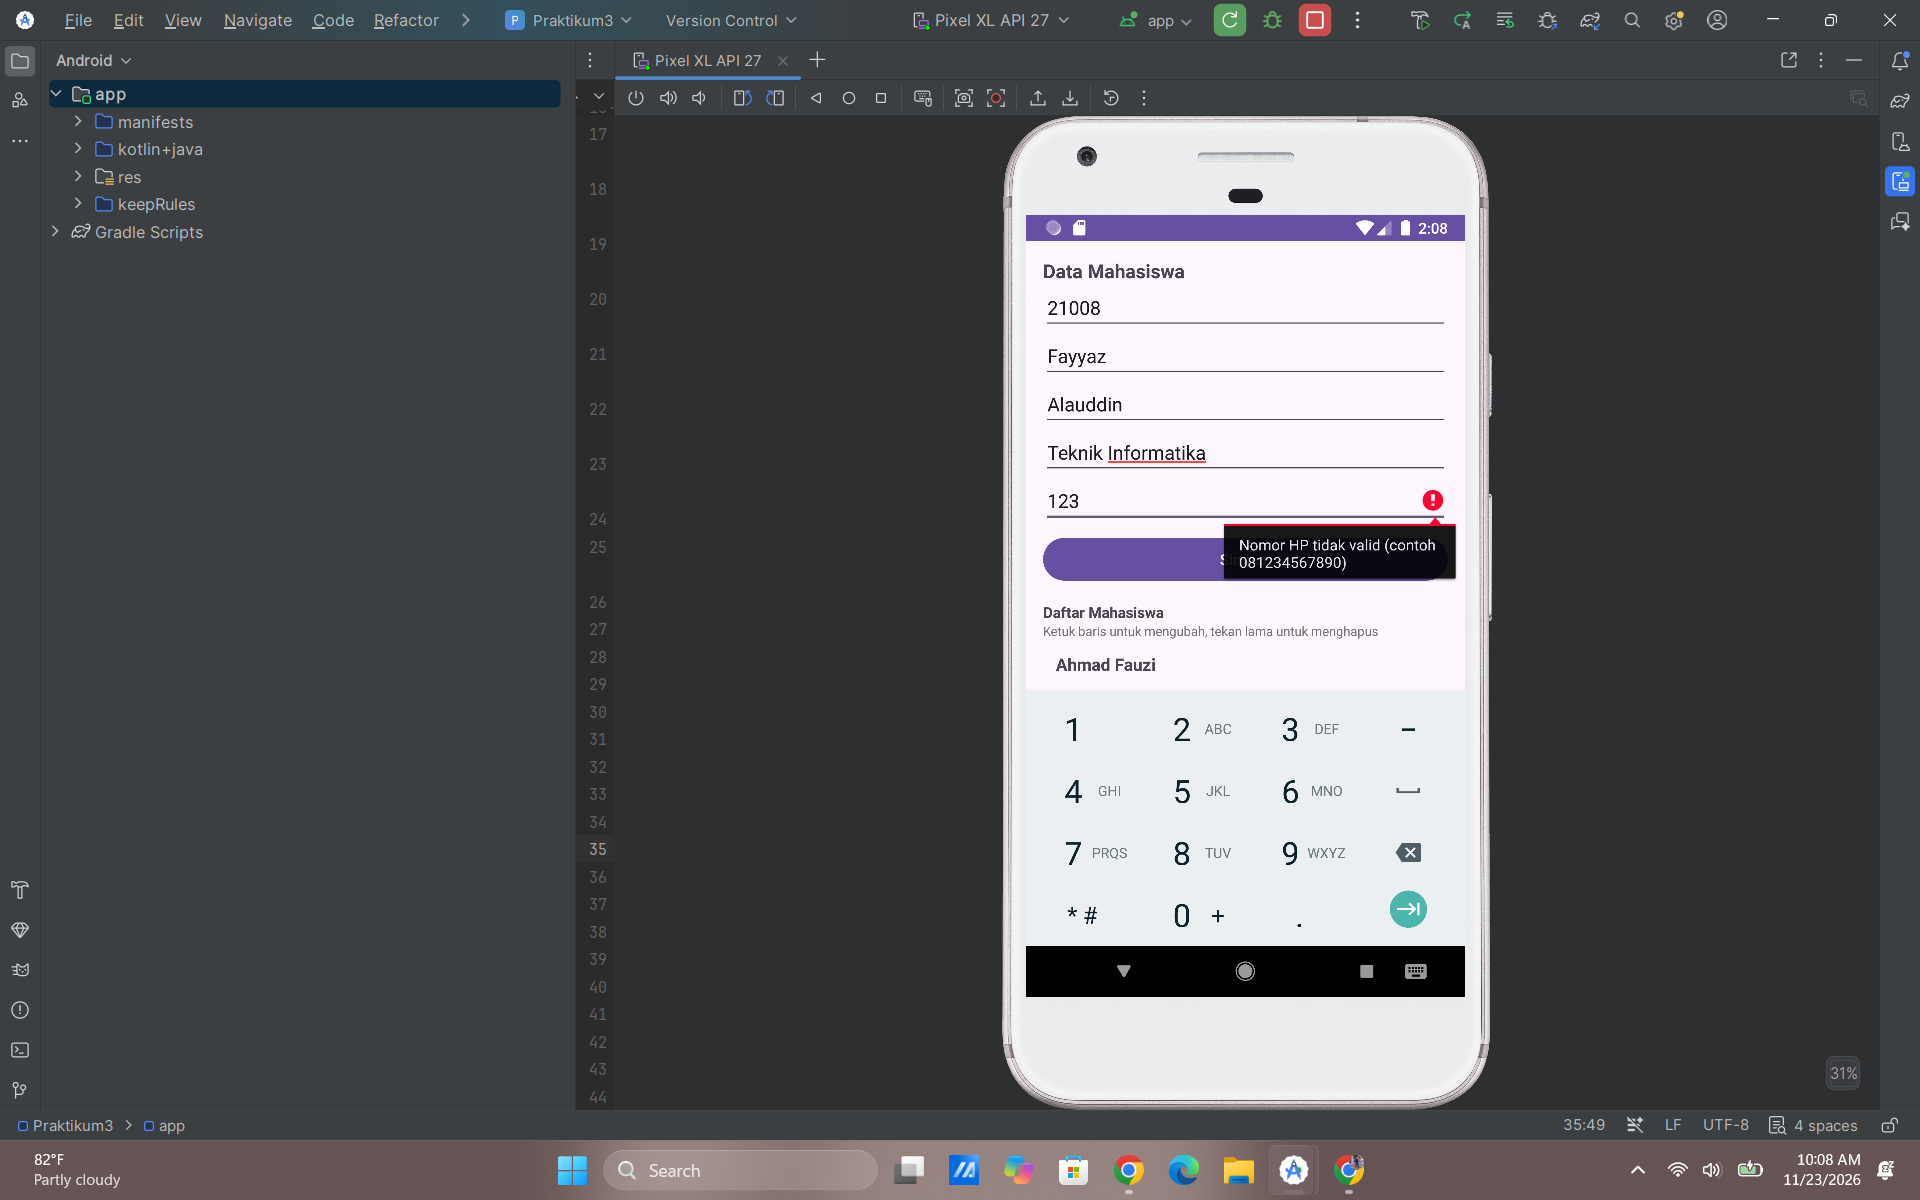 File Edit View Navigate Code Refactor P Praktikum3 Version Control Pixel XL API 27 app
Android
Pixel XL API 27
app
manifests
kotlin+java
res
keepRules
Gradle Scripts
17
18
19
20
21
22
23
24
25
26
27
28
29
30
31
32
33
34
35
36
37
38
39
40
41
42
43
44
2:08
Data Mahasiswa
21008
Fayyaz
Alauddin
Teknik Informatika
123
Nomor HP tidak valid (contoh
081234567890)
Daftar Mahasiswa
Ketuk baris untuk mengubah, tekan lama untuk menghapus
Ahmad Fauzi
1 2 ABC 3 DEF -
4 GHI 5 JKL 6 MNO
7 PRQS 8 TUV 9 WXYZ
* # 0 + .
31%
Praktikum3 > app 35:49 LF UTF-8 4 spaces
82°F
Partly cloudy
Search
10:08 AM
11/23/2026